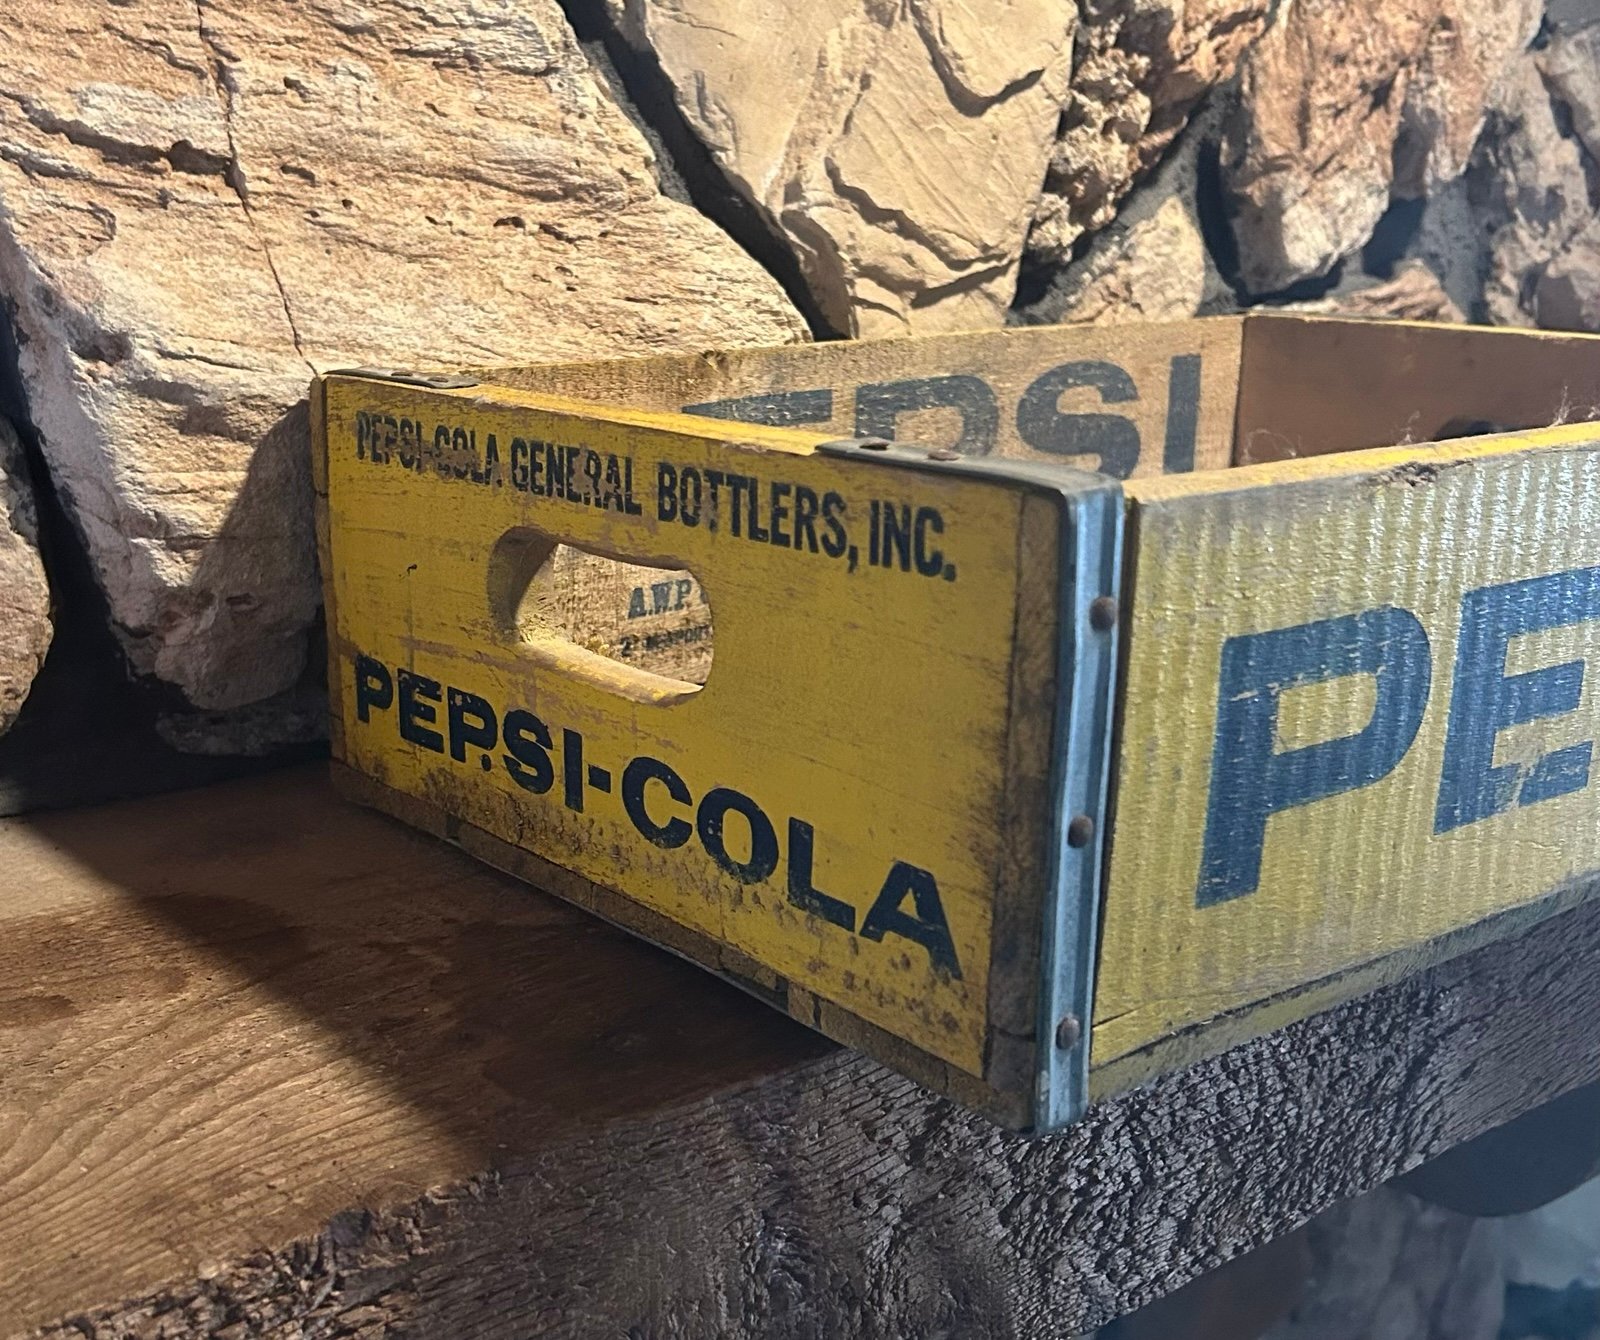 PEPSI-COLA GENERAL BOTTLERS, INC.
A.W.P.
PEPSI-COLA
PEPSI
PE